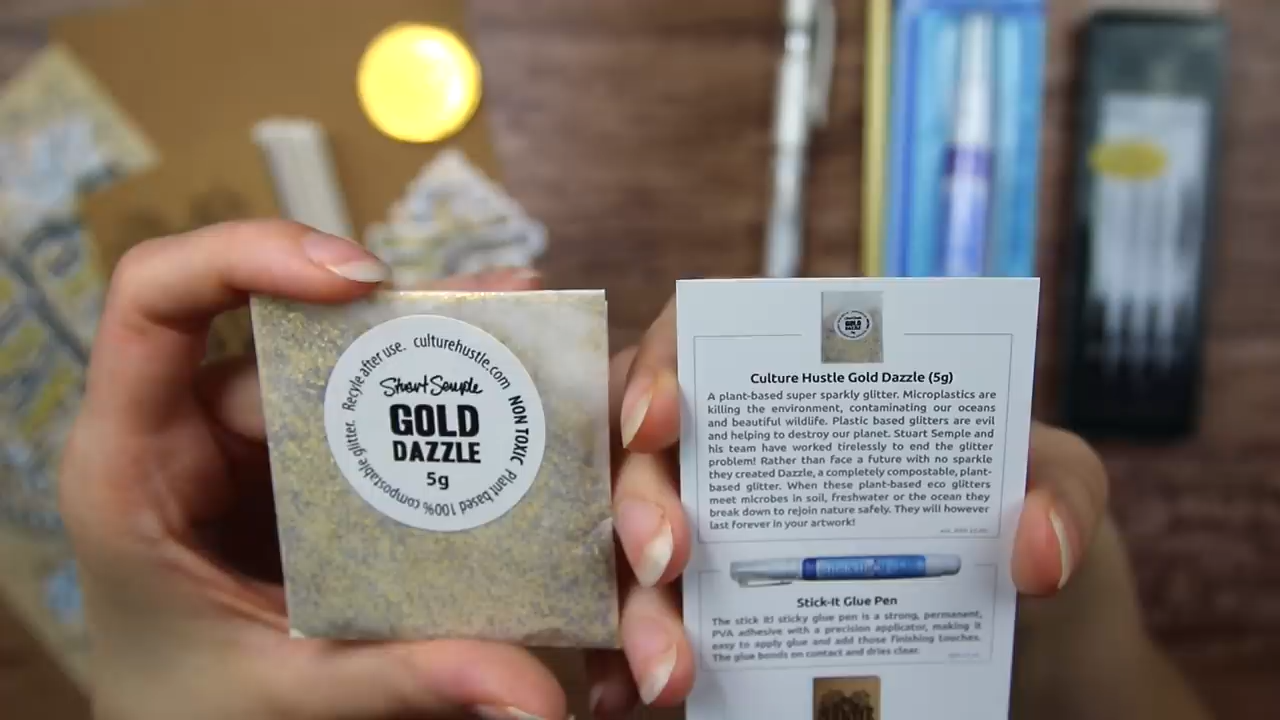 Recyle after use. culturehustle.com
NON TOXIC Plant based 100% compostable glitter.
Stuart Semple
GOLD
DAZZLE
5g
GOLD
DAZZLE
Culture Hustle Gold Dazzle (5g)
A plant-based super sparkly glitter. Microplastics are
killing the environment, contaminating our oceans
and beautiful wildlife. Plastic based glitters are evil
and helping to destroy our planet. Stuart Semple and
his team have worked tirelessly to end the glitter
problem! Rather than face a future with no sparkle
they created Dazzle, a completely compostable, plant-
based glitter. When these plant-based eco glitters
meet microbes in soil, freshwater or the ocean they
break down to rejoin nature safely. They will however
last forever in your artwork!
Stick-It Glue Pen
The stick it! sticky glue pen is a strong, permanent,
PVA adhesive with a precision applicator, making it
easy to apply glue and add those finishing touches.
The glue bonds on contact and dries clear.